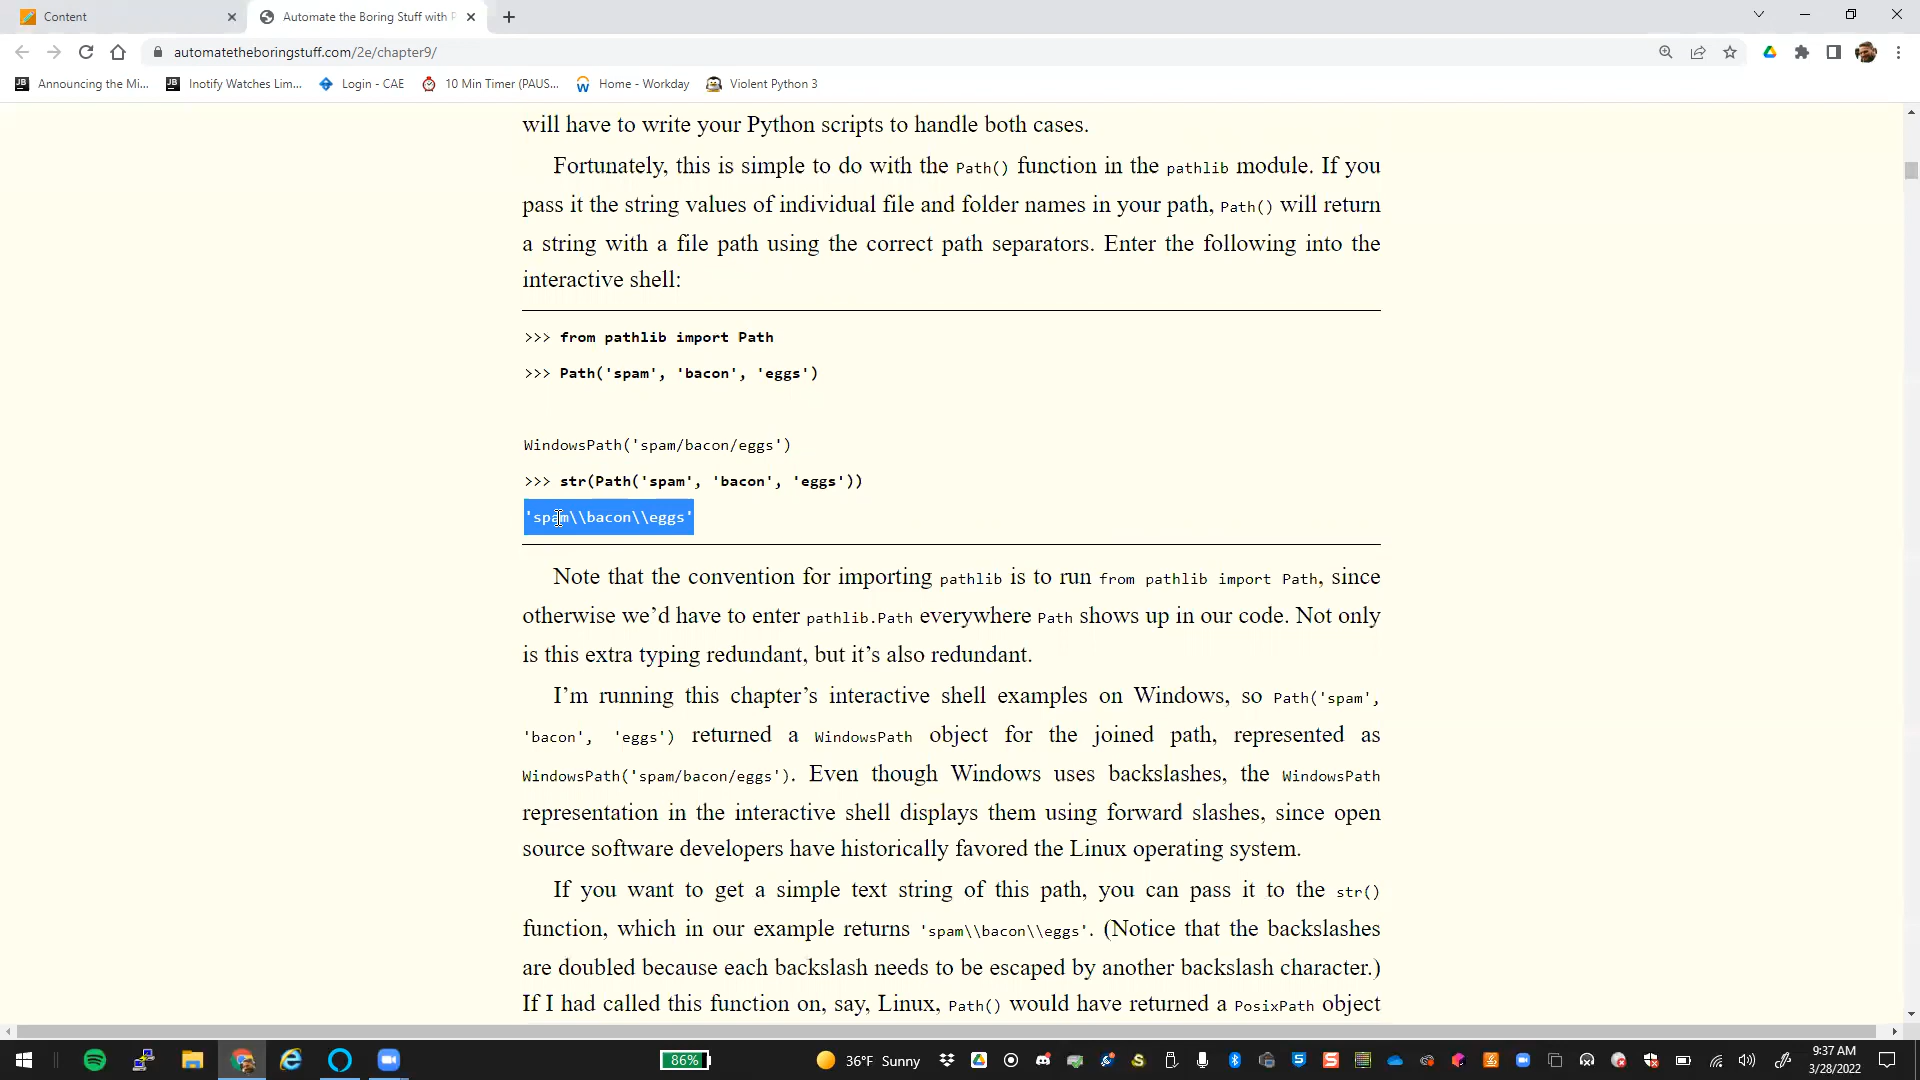 Content
Automate the Boring Stuff with P
automatetheboringstuff.com/2e/chapter9/
Announcing the Mi...
Inotify Watches Lim...
Login - CAE
10 Min Timer (PAUS...
Home - Workday
Violent Python 3
will have to write your Python scripts to handle both cases.
Fortunately, this is simple to do with the Path() function in the pathlib module. If you
pass it the string values of individual file and folder names in your path, Path() will return
a string with a file path using the correct path separators. Enter the following into the
interactive shell:
>>> from pathlib import Path
>>> Path('spam', 'bacon', 'eggs')
WindowsPath('spam/bacon/eggs')
>>> str(Path('spam', 'bacon', 'eggs'))
'spam\\bacon\\eggs'
Note that the convention for importing pathlib is to run from pathlib import Path, since
otherwise we’d have to enter pathlib.Path everywhere Path shows up in our code. Not only
is this extra typing redundant, but it’s also redundant.
I’m running this chapter’s interactive shell examples on Windows, so Path('spam',
'bacon', 'eggs') returned a WindowsPath object for the joined path, represented as
WindowsPath('spam/bacon/eggs'). Even though Windows uses backslashes, the WindowsPath
representation in the interactive shell displays them using forward slashes, since open
source software developers have historically favored the Linux operating system.
If you want to get a simple text string of this path, you can pass it to the str()
function, which in our example returns 'spam\\bacon\\eggs'. (Notice that the backslashes
are doubled because each backslash needs to be escaped by another backslash character.)
If I had called this function on, say, Linux, Path() would have returned a PosixPath object
86%
36°F Sunny
9:37 AM
3/28/2022